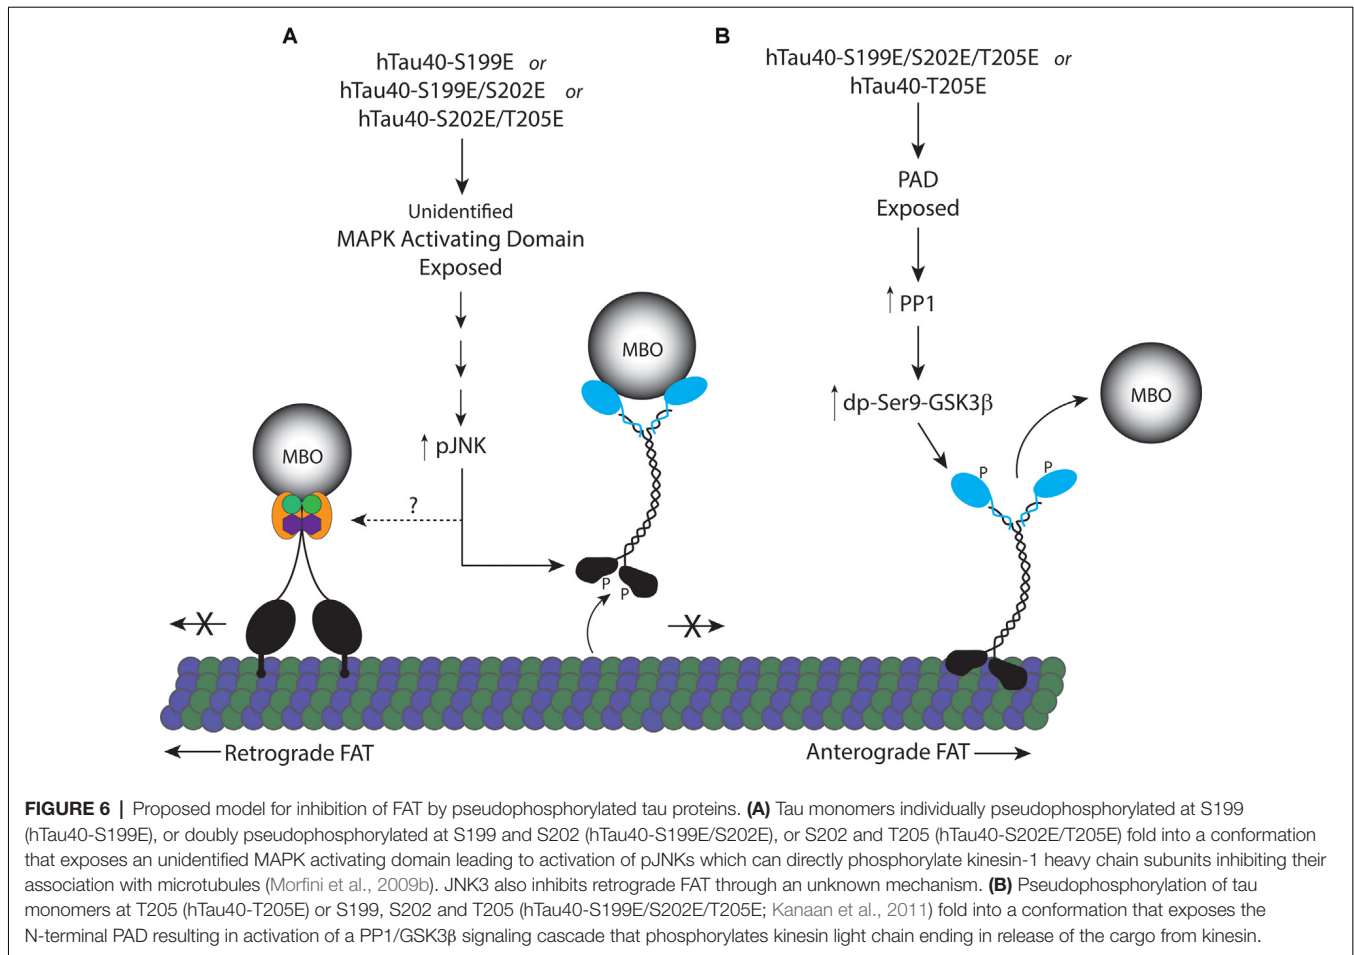 A
hTau40-S199E or
hTau40-S199E/S202E or
hTau40-S202E/T205E
Unidentified
MAPK Activating Domain
Exposed
↑ pJNK
?
MBO
MBO
P
P
X
X
B
hTau40-S199E/S202E/T205E or
hTau40-T205E
PAD
Exposed
↑ PP1
↑ dp-Ser9-GSK3β
MBO
P
P
Retrograde FAT
Anterograde FAT
FIGURE 6 | Proposed model for inhibition of FAT by pseudophosphorylated tau proteins. (A) Tau monomers individually pseudophosphorylated at S199
(hTau40-S199E), or doubly pseudophosphorylated at S199 and S202 (hTau40-S199E/S202E), or S202 and T205 (hTau40-S202E/T205E) fold into a conformation
that exposes an unidentified MAPK activating domain leading to activation of pJNKs which can directly phosphorylate kinesin-1 heavy chain subunits inhibiting their
association with microtubules (Morfini et al., 2009b). JNK3 also inhibits retrograde FAT through an unknown mechanism. (B) Pseudophosphorylation of tau
monomers at T205 (hTau40-T205E) or S199, S202 and T205 (hTau40-S199E/S202E/T205E; Kanaan et al., 2011) fold into a conformation that exposes the
N-terminal PAD resulting in activation of a PP1/GSK3β signaling cascade that phosphorylates kinesin light chain ending in release of the cargo from kinesin.